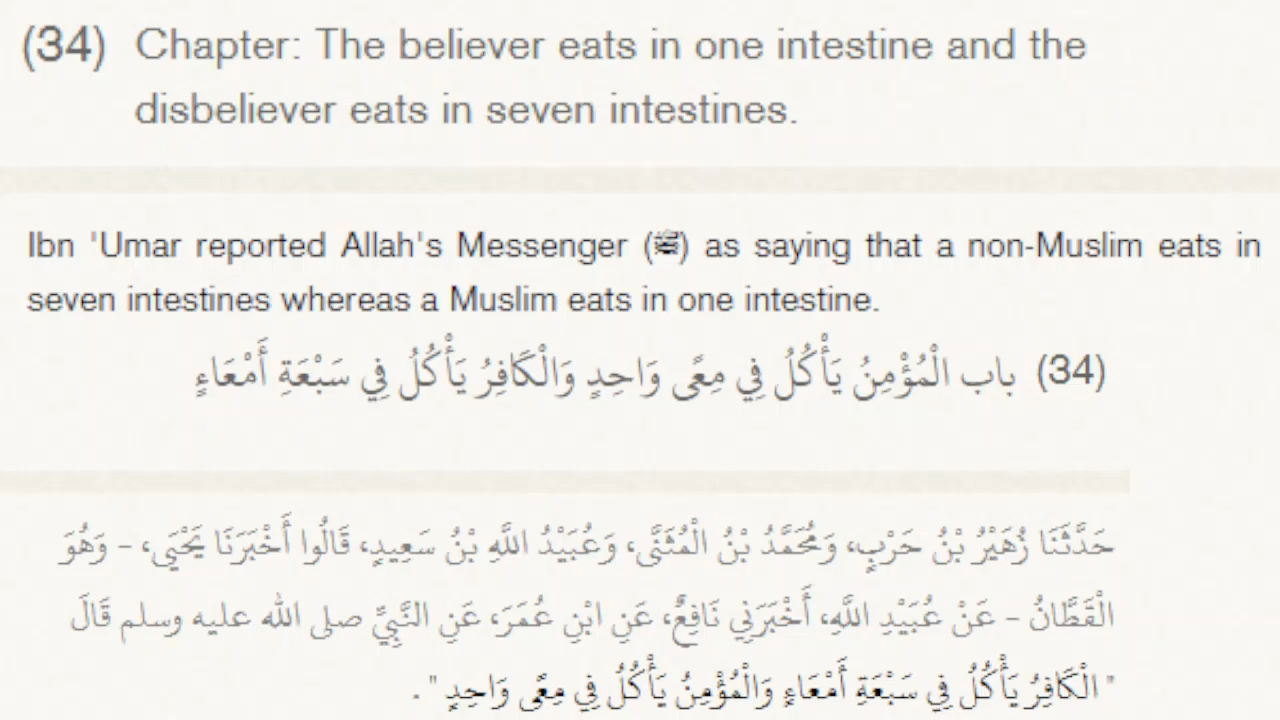 (34) Chapter: The believer eats in one intestine and the
disbeliever eats in seven intestines.
Ibn 'Umar reported Allah's Messenger (ﷺ) as saying that a non-Muslim eats in
seven intestines whereas a Muslim eats in one intestine.
(34) باب الْمُؤْمِنُ يَأْكُلُ فِي مِعًى وَاحِدٍ وَالْكَافِرُ يَأْكُلُ فِي سَبْعَةِ أَمْعَاءٍ
حَدَّثَنَا زُهَيْرُ بْنُ حَرْبٍ، وَمُحَمَّدُ بْنُ الْمُثَنَّى، وَعُبَيْدُ اللَّهِ بْنُ سَعِيدٍ، قَالُوا أَخْبَرَنَا يَحْيَى، - وَهُوَ
الْقَطَّانُ - عَنْ عُبَيْدِ اللَّهِ، أَخْبَرَنِي نَافِعٌ، عَنِ ابْنِ عُمَرَ، عَنِ النَّبِيِّ صلى الله عليه وسلم قَالَ
" الْكَافِرُ يَأْكُلُ فِي سَبْعَةِ أَمْعَاءٍ وَالْمُؤْمِنُ يَأْكُلُ فِي مِعًى وَاحِدٍ " .